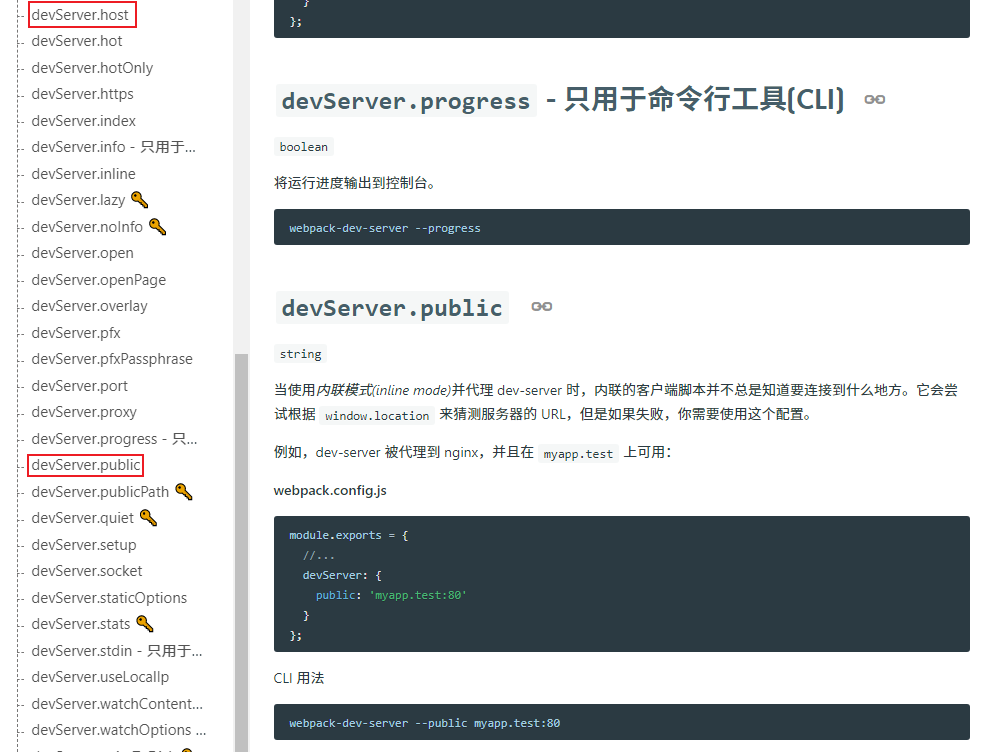 devServer.host
devServer.hot
devServer.hotOnly
devServer.https
devServer.index
devServer.info - 只用于...
devServer.inline
devServer.lazy
devServer.noInfo
devServer.open
devServer.openPage
devServer.overlay
devServer.pfx
devServer.pfxPassphrase
devServer.port
devServer.proxy
devServer.progress - 只...
devServer.public
devServer.publicPath
devServer.quiet
devServer.setup
devServer.socket
devServer.staticOptions
devServer.stats
devServer.stdin - 只用于...
devServer.useLocalIp
devServer.watchContent...
devServer.watchOptions ...
}
};
devServer.progress - 只用于命令行工具(CLI)
boolean
将运行进度输出到控制台。
webpack-dev-server --progress
devServer.public
string
当使用内联模式(inline mode)并代理 dev-server 时，内联的客户端脚本并不总是知道要连接到什么地方。它会尝
试根据 window.location 来猜测服务器的 URL，但是如果失败，你需要使用这个配置。
例如，dev-server 被代理到 nginx，并且在 myapp.test 上可用：
webpack.config.js
module.exports = {
//...
devServer: {
public: 'myapp.test:80'
}
};
CLI 用法
webpack-dev-server --public myapp.test:80